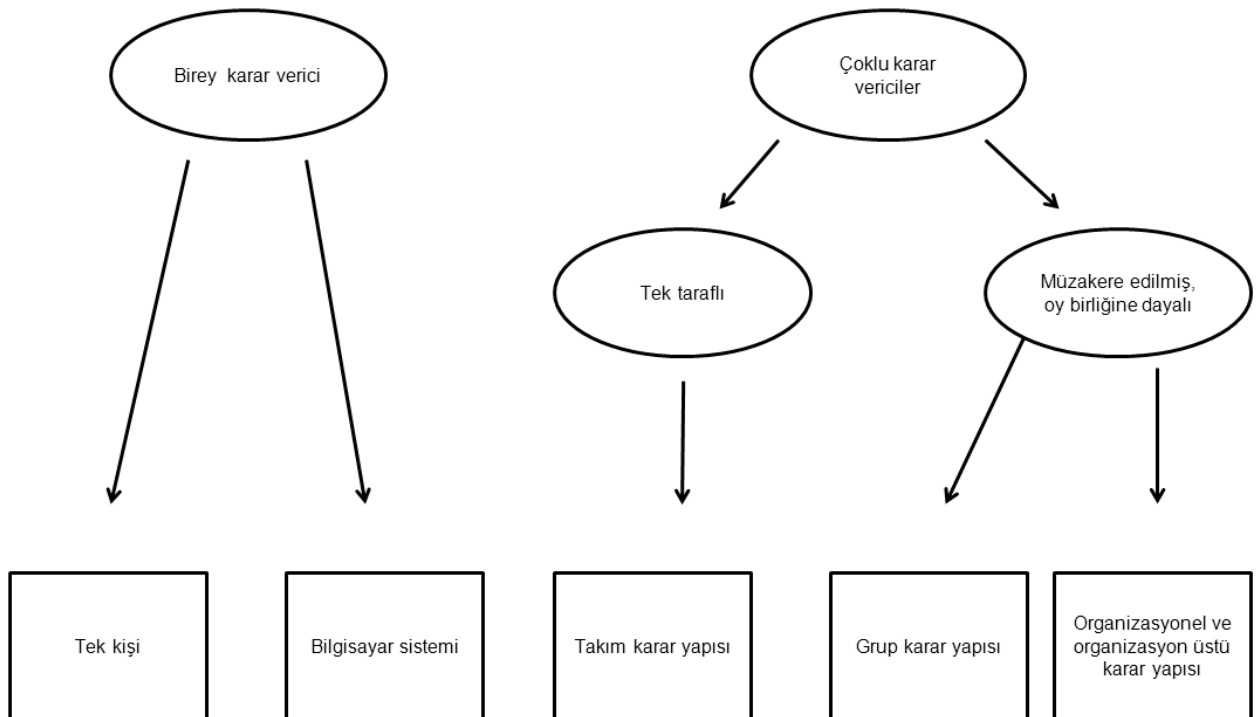 Birey karar verici
Çoklu karar
vericiler
Tek taraflı
Müzakere edilmiş,
oy birliğine dayalı
Tek kişi
Bilgisayar sistemi
Takım karar yapısı
Grup karar yapısı
Organizasyonel ve
organizasyon üstü
karar yapısı